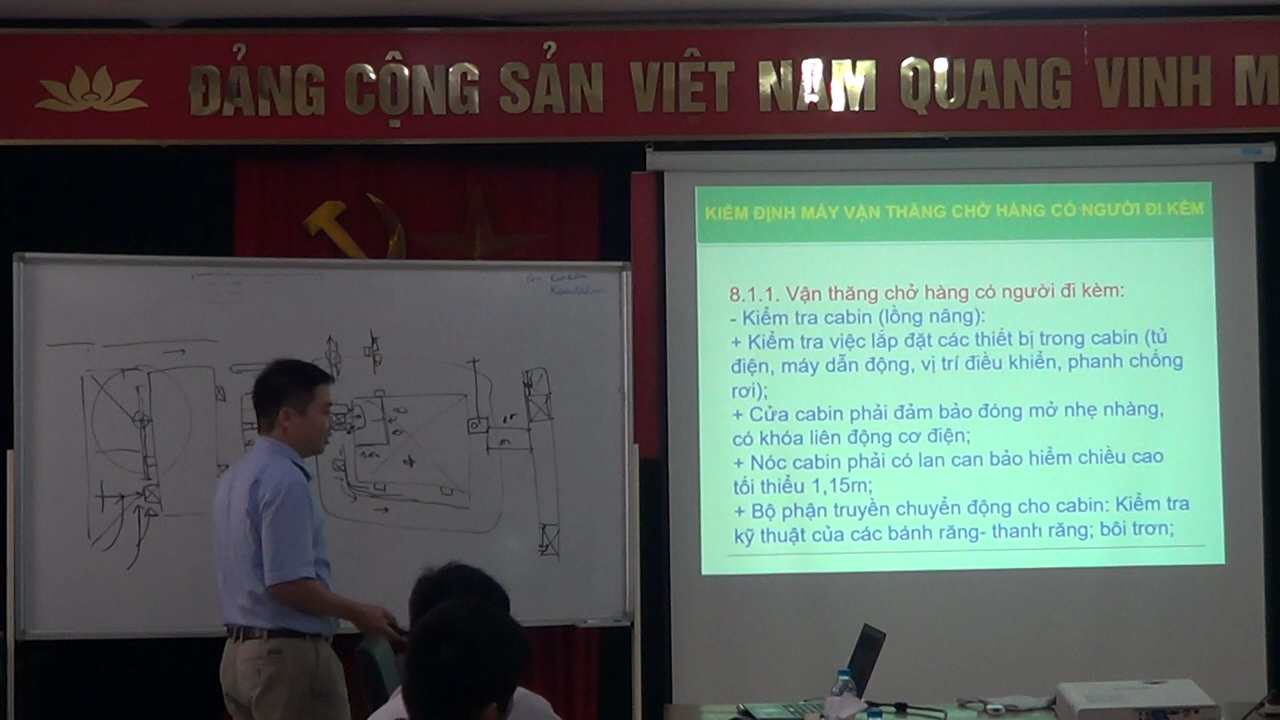 ĐẢNG CỘNG SẢN VIỆT NAM QUANG VINH M
KIỂM ĐỊNH MÁY VẬN THĂNG CHỞ HÀNG CÓ NGƯỜI ĐI KÈM
8.1.1. Vận thăng chở hàng có người đi kèm:
- Kiểm tra cabin (lồng nâng):
+ Kiểm tra việc lắp đặt các thiết bị trong cabin (tủ
điện, máy dẫn động, vị trí điều khiển, phanh chống
rơi);
+ Cửa cabin phải đảm bảo đóng mở nhẹ nhàng,
có khóa liên động cơ điện;
+ Nóc cabin phải có lan can bảo hiểm chiều cao
tối thiểu 1,15m;
+ Bộ phận truyền chuyển động cho cabin: Kiểm tra
kỹ thuật của các bánh răng- thanh răng; bôi trơn;